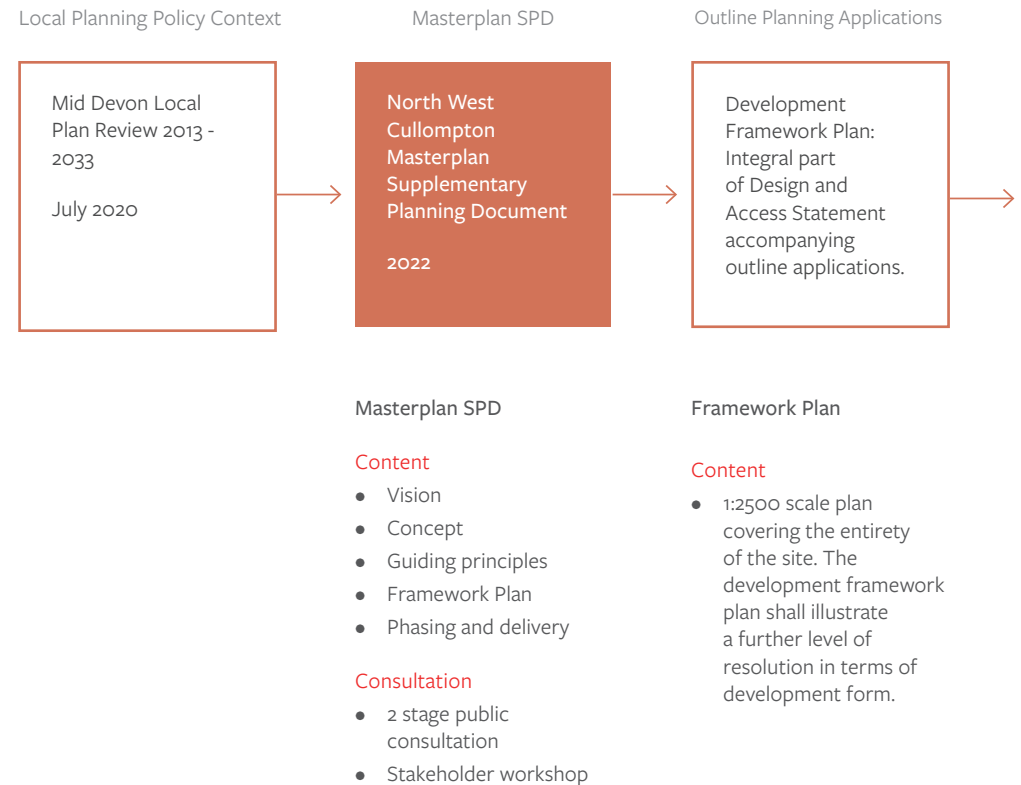 Local Planning Policy Context
Masterplan SPD
Outline Planning Applications
Mid Devon Local
Plan Review 2013 -
2033
July 2020
North West
Cullompton
Masterplan
Supplementary
Planning Document
2022
Development
Framework Plan:
Integral part
of Design and
Access Statement
accompanying
outline applications.
Masterplan SPD
Content
● Vision
● Concept
● Guiding principles
● Framework Plan
● Phasing and delivery
Consultation
● 2 stage public
consultation
● Stakeholder workshop
Framework Plan
Content
● 1:2500 scale plan
covering the entirety
of the site. The
development framework
plan shall illustrate
a further level of
resolution in terms of
development form.